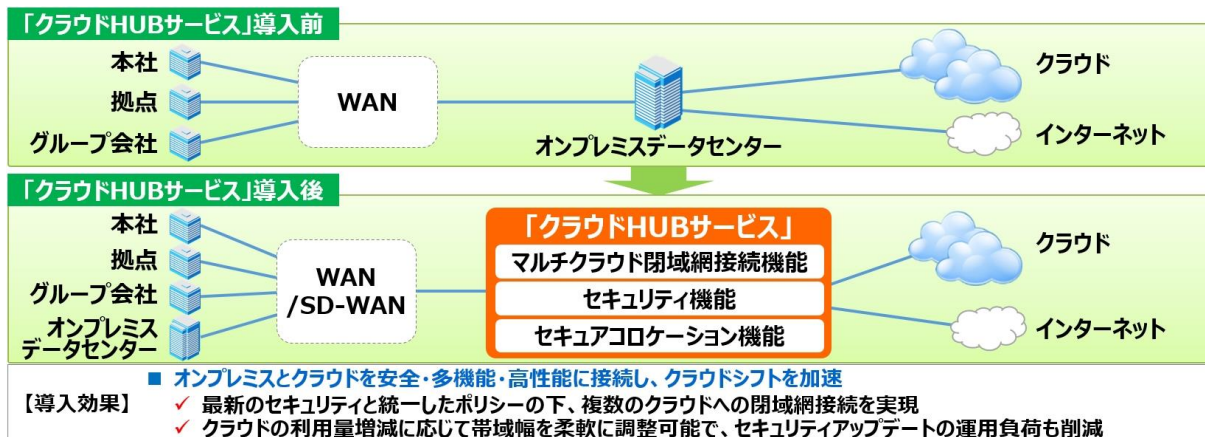 「クラウドHUBサービス」導入前
本社
拠点
グループ会社
WAN
オンプレミスデータセンター
クラウド
インターネット
「クラウドHUBサービス」導入後
本社
拠点
グループ会社
オンプレミス
データセンター
WAN
/SD-WAN
「クラウドHUBサービス」
マルチクラウド閉域網接続機能
セキュリティ機能
セキュアコロケーション機能
クラウド
インターネット
【導入効果】
■ オンプレミスとクラウドを安全・多機能・高性能に接続し、クラウドシフトを加速
✓ 最新のセキュリティと統一したポリシーの下、複数のクラウドへの閉域網接続を実現
✓ クラウドの利用量増減に応じて帯域幅を柔軟に調整可能で、セキュリティアップデートの運用負荷も削減